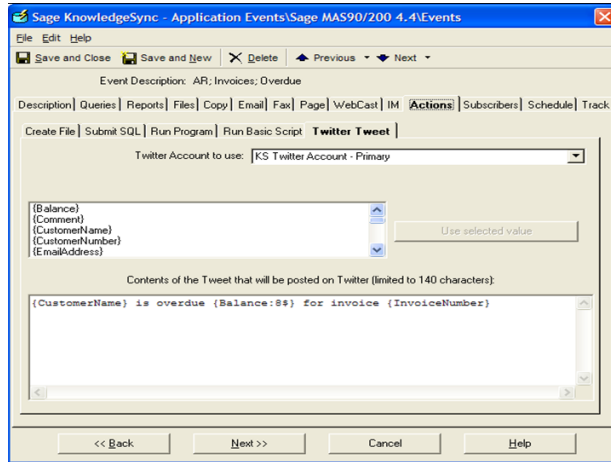 Sage KnowledgeSync - Application Events\Sage MAS90/200 4.4\Events
File Edit Help
Save and Close Save and New Delete Previous Next
Event Description: AR; Invoices; Overdue
Description Queries Reports Files Copy Email Fax Page WebCast IM Actions Subscribers Schedule Track
Create File Submit SQL Run Program Run Basic Script Twitter Tweet
Twitter Account to use: KS Twitter Account - Primary
{Balance}
{Comment}
{CustomerName}
{CustomerNumber}
{EmailAddress}
Use selected value
Contents of the Tweet that will be posted on Twitter (limited to 140 characters):
{CustomerName} is overdue {Balance:8$} for invoice {InvoiceNumber}
<< Back Next >> Cancel Help